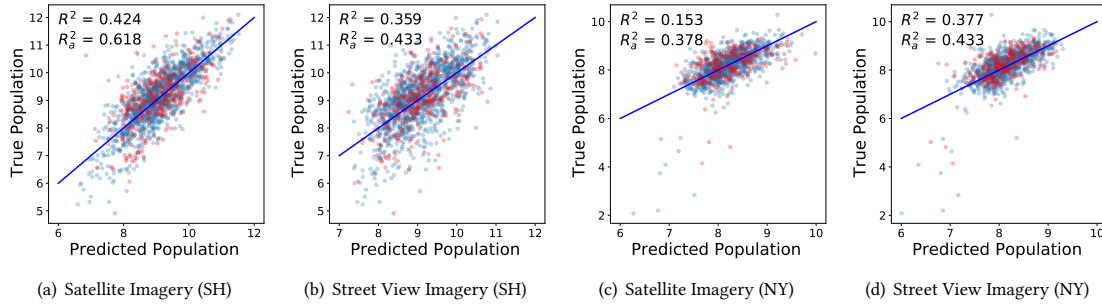 R² = 0.424
R²ₐ = 0.618
12
11
10
9
8
7
6
5
True Population
6 8 10 12
Predicted Population
(a) Satellite Imagery (SH)
R² = 0.359
R²ₐ = 0.433
12
11
10
9
8
7
6
5
True Population
7 8 9 10 11 12
Predicted Population
(b) Street View Imagery (SH)
R² = 0.153
R²ₐ = 0.378
10
8
6
4
2
True Population
6 7 8 9 10
Predicted Population
(c) Satellite Imagery (NY)
R² = 0.377
R²ₐ = 0.433
10
8
6
4
2
True Population
6 7 8 9 10
Predicted Population
(d) Street View Imagery (NY)